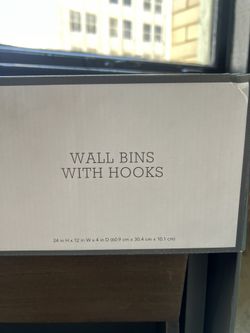 WALL BINS
WITH HOOKS
24 in H x 12 in W x 4 in D (60.9 cm x 30.4 cm x 10.1 cm)